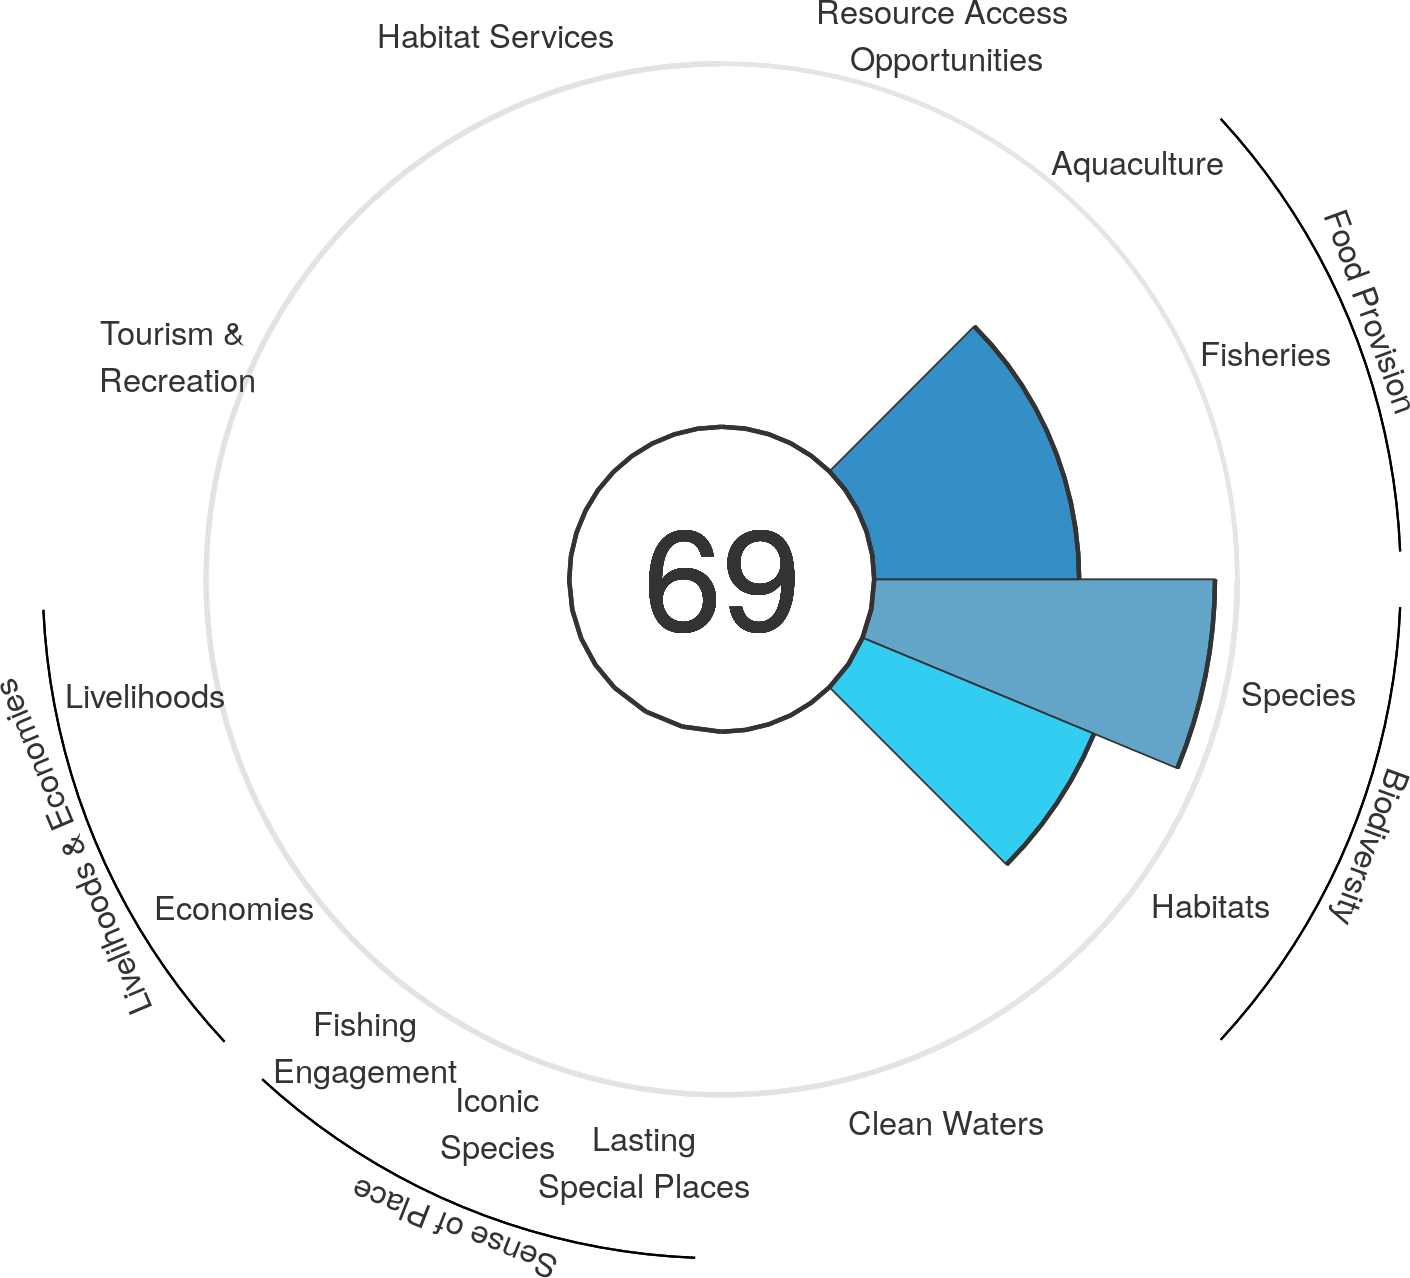 Resource Access
Opportunities
Habitat Services
Aquaculture
Food Provision
Tourism &
Recreation
Fisheries
69
Livelihoods
Species
Livelihoods & Economies
Biodiversity
Economies
Habitats
Fishing
Engagement
Iconic
Species
Lasting
Special Places
Clean Waters
Sense of Place